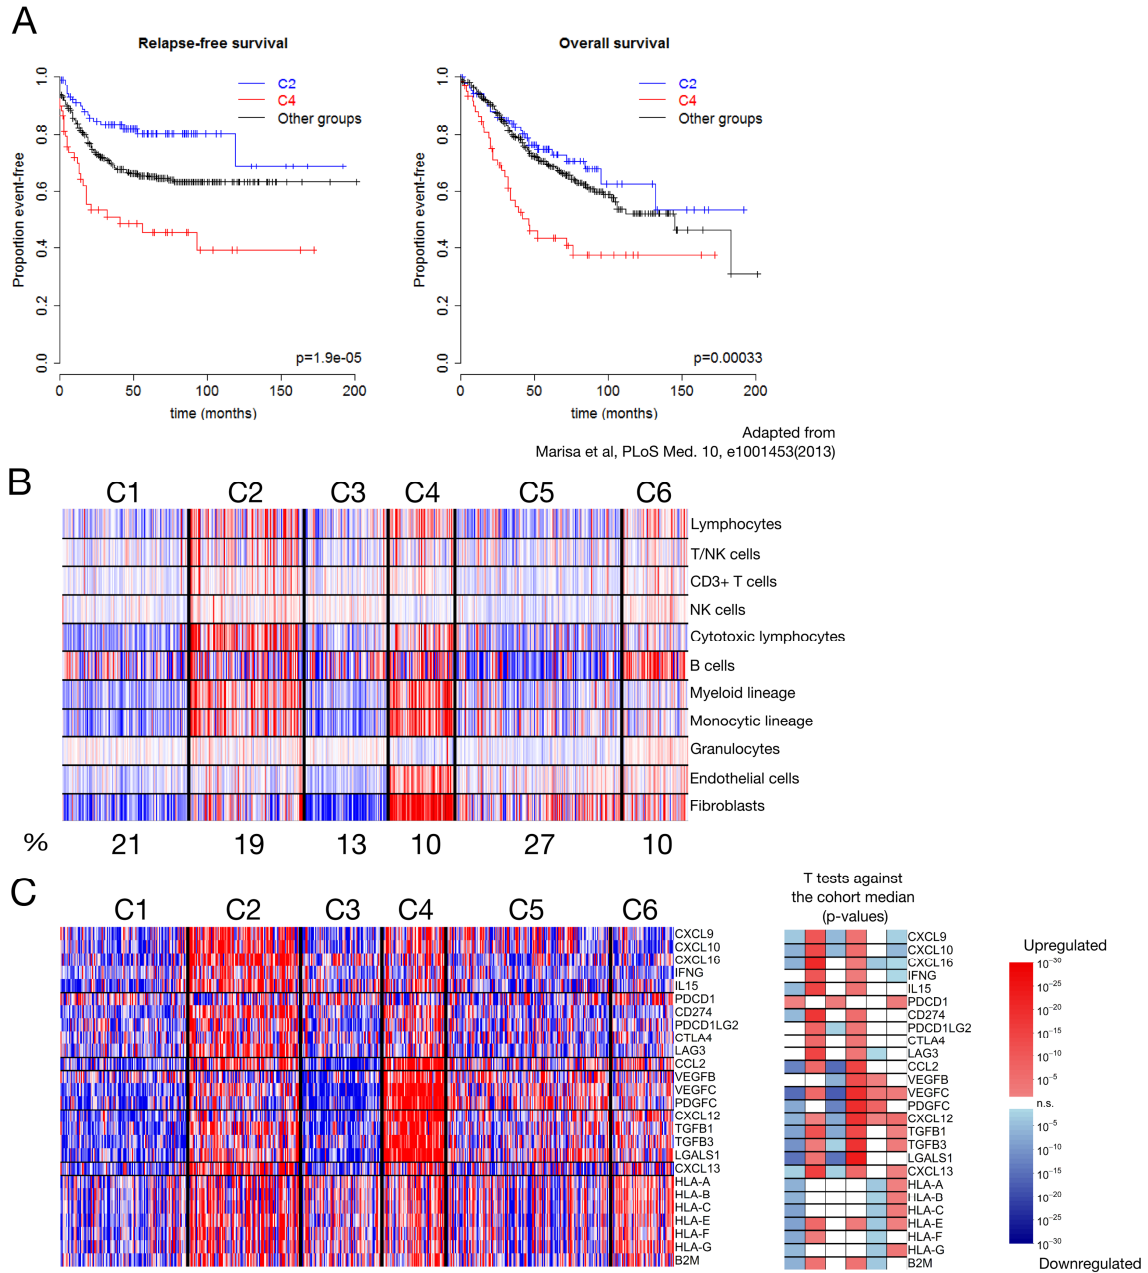 A
Relapse-free survival
Overall survival
C2
C4
Other groups
C2
C4
Other groups
Proportion event-free
1.0
0.8
0.6
0.4
0.2
0.0
p=1.9e-05
0 50 100 150 200
time (months)
Proportion event-free
1.0
0.8
0.6
0.4
0.2
0.0
p=0.00033
0 50 100 150 200
time (months)
Adapted from
Marisa et al, PLoS Med. 10, e1001453(2013)
B
C1 C2 C3 C4 C5 C6
Lymphocytes
T/NK cells
CD3+ T cells
NK cells
Cytotoxic lymphocytes
B cells
Myeloid lineage
Monocytic lineage
Granulocytes
Endothelial cells
Fibroblasts
% 21 19 13 10 27 10
C
C1 C2 C3 C4 C5 C6
CXCL9
CXCL10
CXCL16
IFNG
IL15
PDCD1
CD274
PDCD1LG2
CTLA4
LAG3
CCL2
VEGFB
VEGFC
PDGFC
CXCL12
TGFB1
TGFB3
LGALS1
CXCL13
HLA-A
HLA-B
HLA-C
HLA-E
HLA-F
HLA-G
B2M
T tests against
the cohort median
(p-values)
CXCL9
CXCL10
CXCL16
IFNG
IL15
PDCD1
CD274
PDCD1LG2
CTLA4
LAG3
CCL2
VEGFB
VEGFC
PDGFC
CXCL12
TGFB1
TGFB3
LGALS1
CXCL13
HLA-A
HLA-B
HLA-C
HLA-E
HLA-F
HLA-G
B2M
Upregulated
10⁻³⁰
10⁻²⁵
10⁻²⁰
10⁻¹⁵
10⁻¹⁰
10⁻⁵
n.s.
10⁻⁵
10⁻¹⁰
10⁻¹⁵
10⁻²⁰
10⁻²⁵
10⁻³⁰
Downregulated